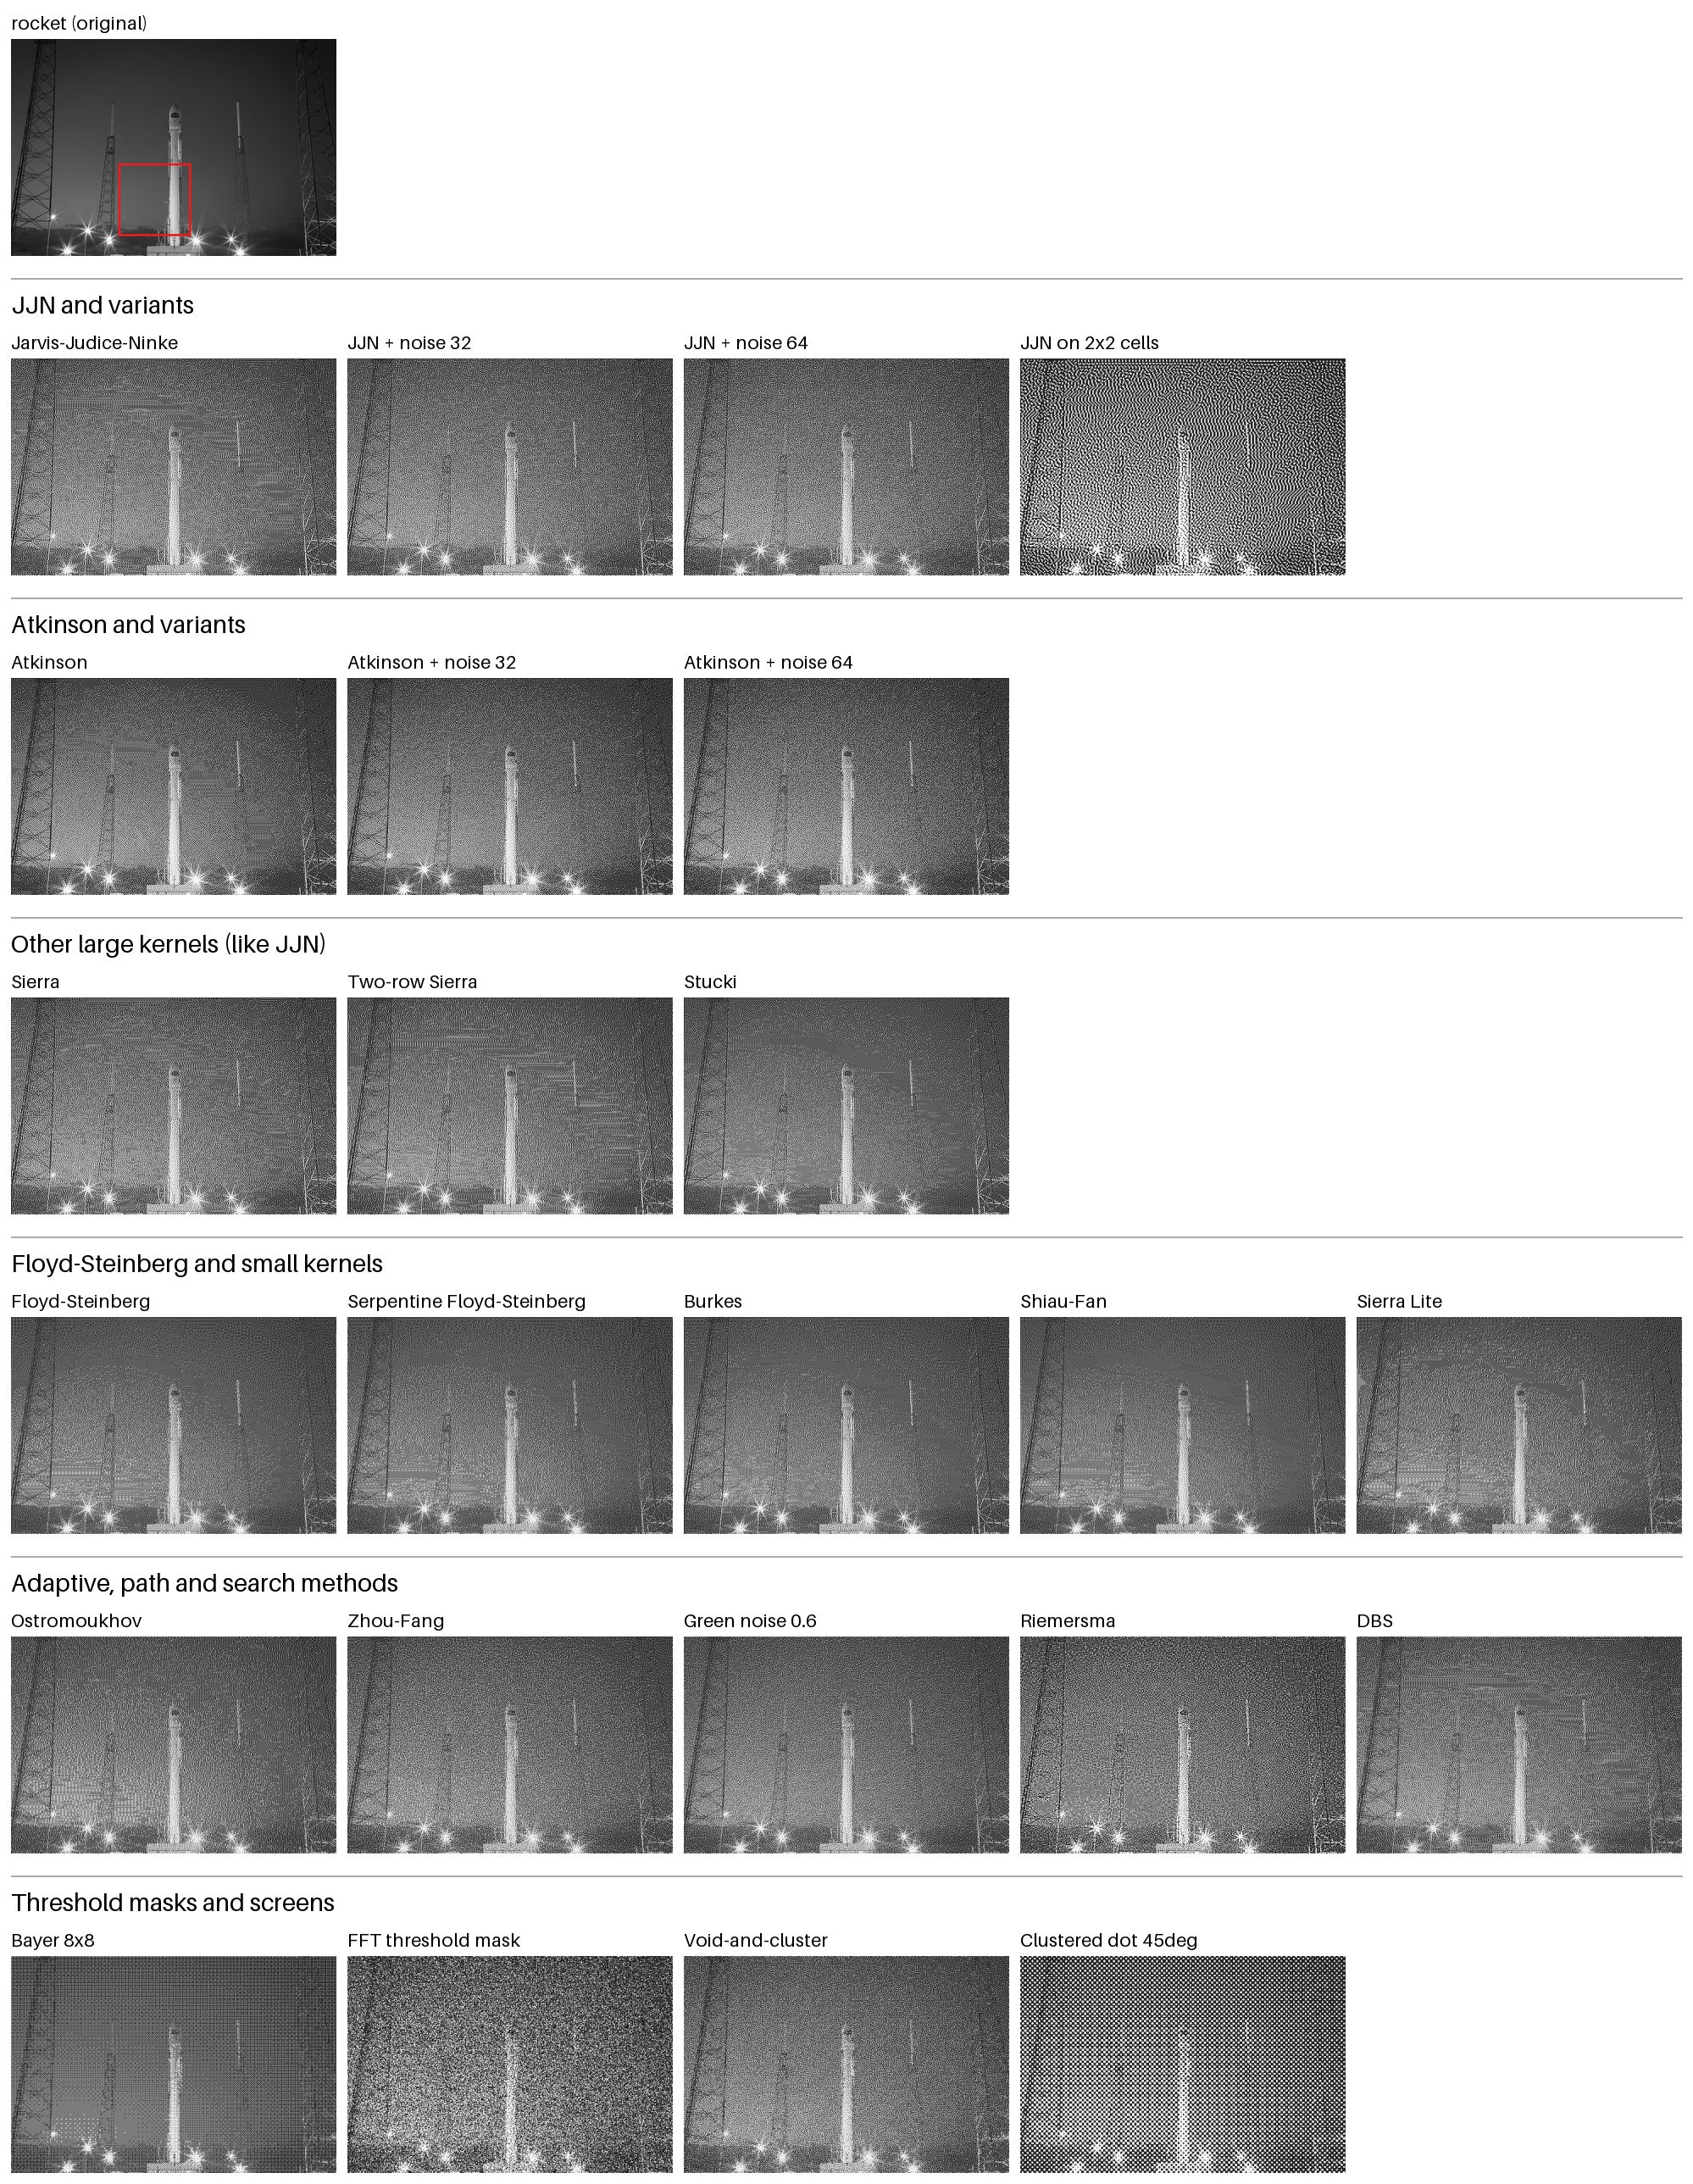 rocket (original)
JJN and variants
Jarvis-Judice-Ninke
JJN + noise 32
JJN + noise 64
JJN on 2x2 cells
Atkinson and variants
Atkinson
Atkinson + noise 32
Atkinson + noise 64
Other large kernels (like JJN)
Sierra
Two-row Sierra
Stucki
Floyd-Steinberg and small kernels
Floyd-Steinberg
Serpentine Floyd-Steinberg
Burkes
Shiau-Fan
Sierra Lite
Adaptive, path and search methods
Ostromoukhov
Zhou-Fang
Green noise 0.6
Riemersma
DBS
Threshold masks and screens
Bayer 8x8
FFT threshold mask
Void-and-cluster
Clustered dot 45deg